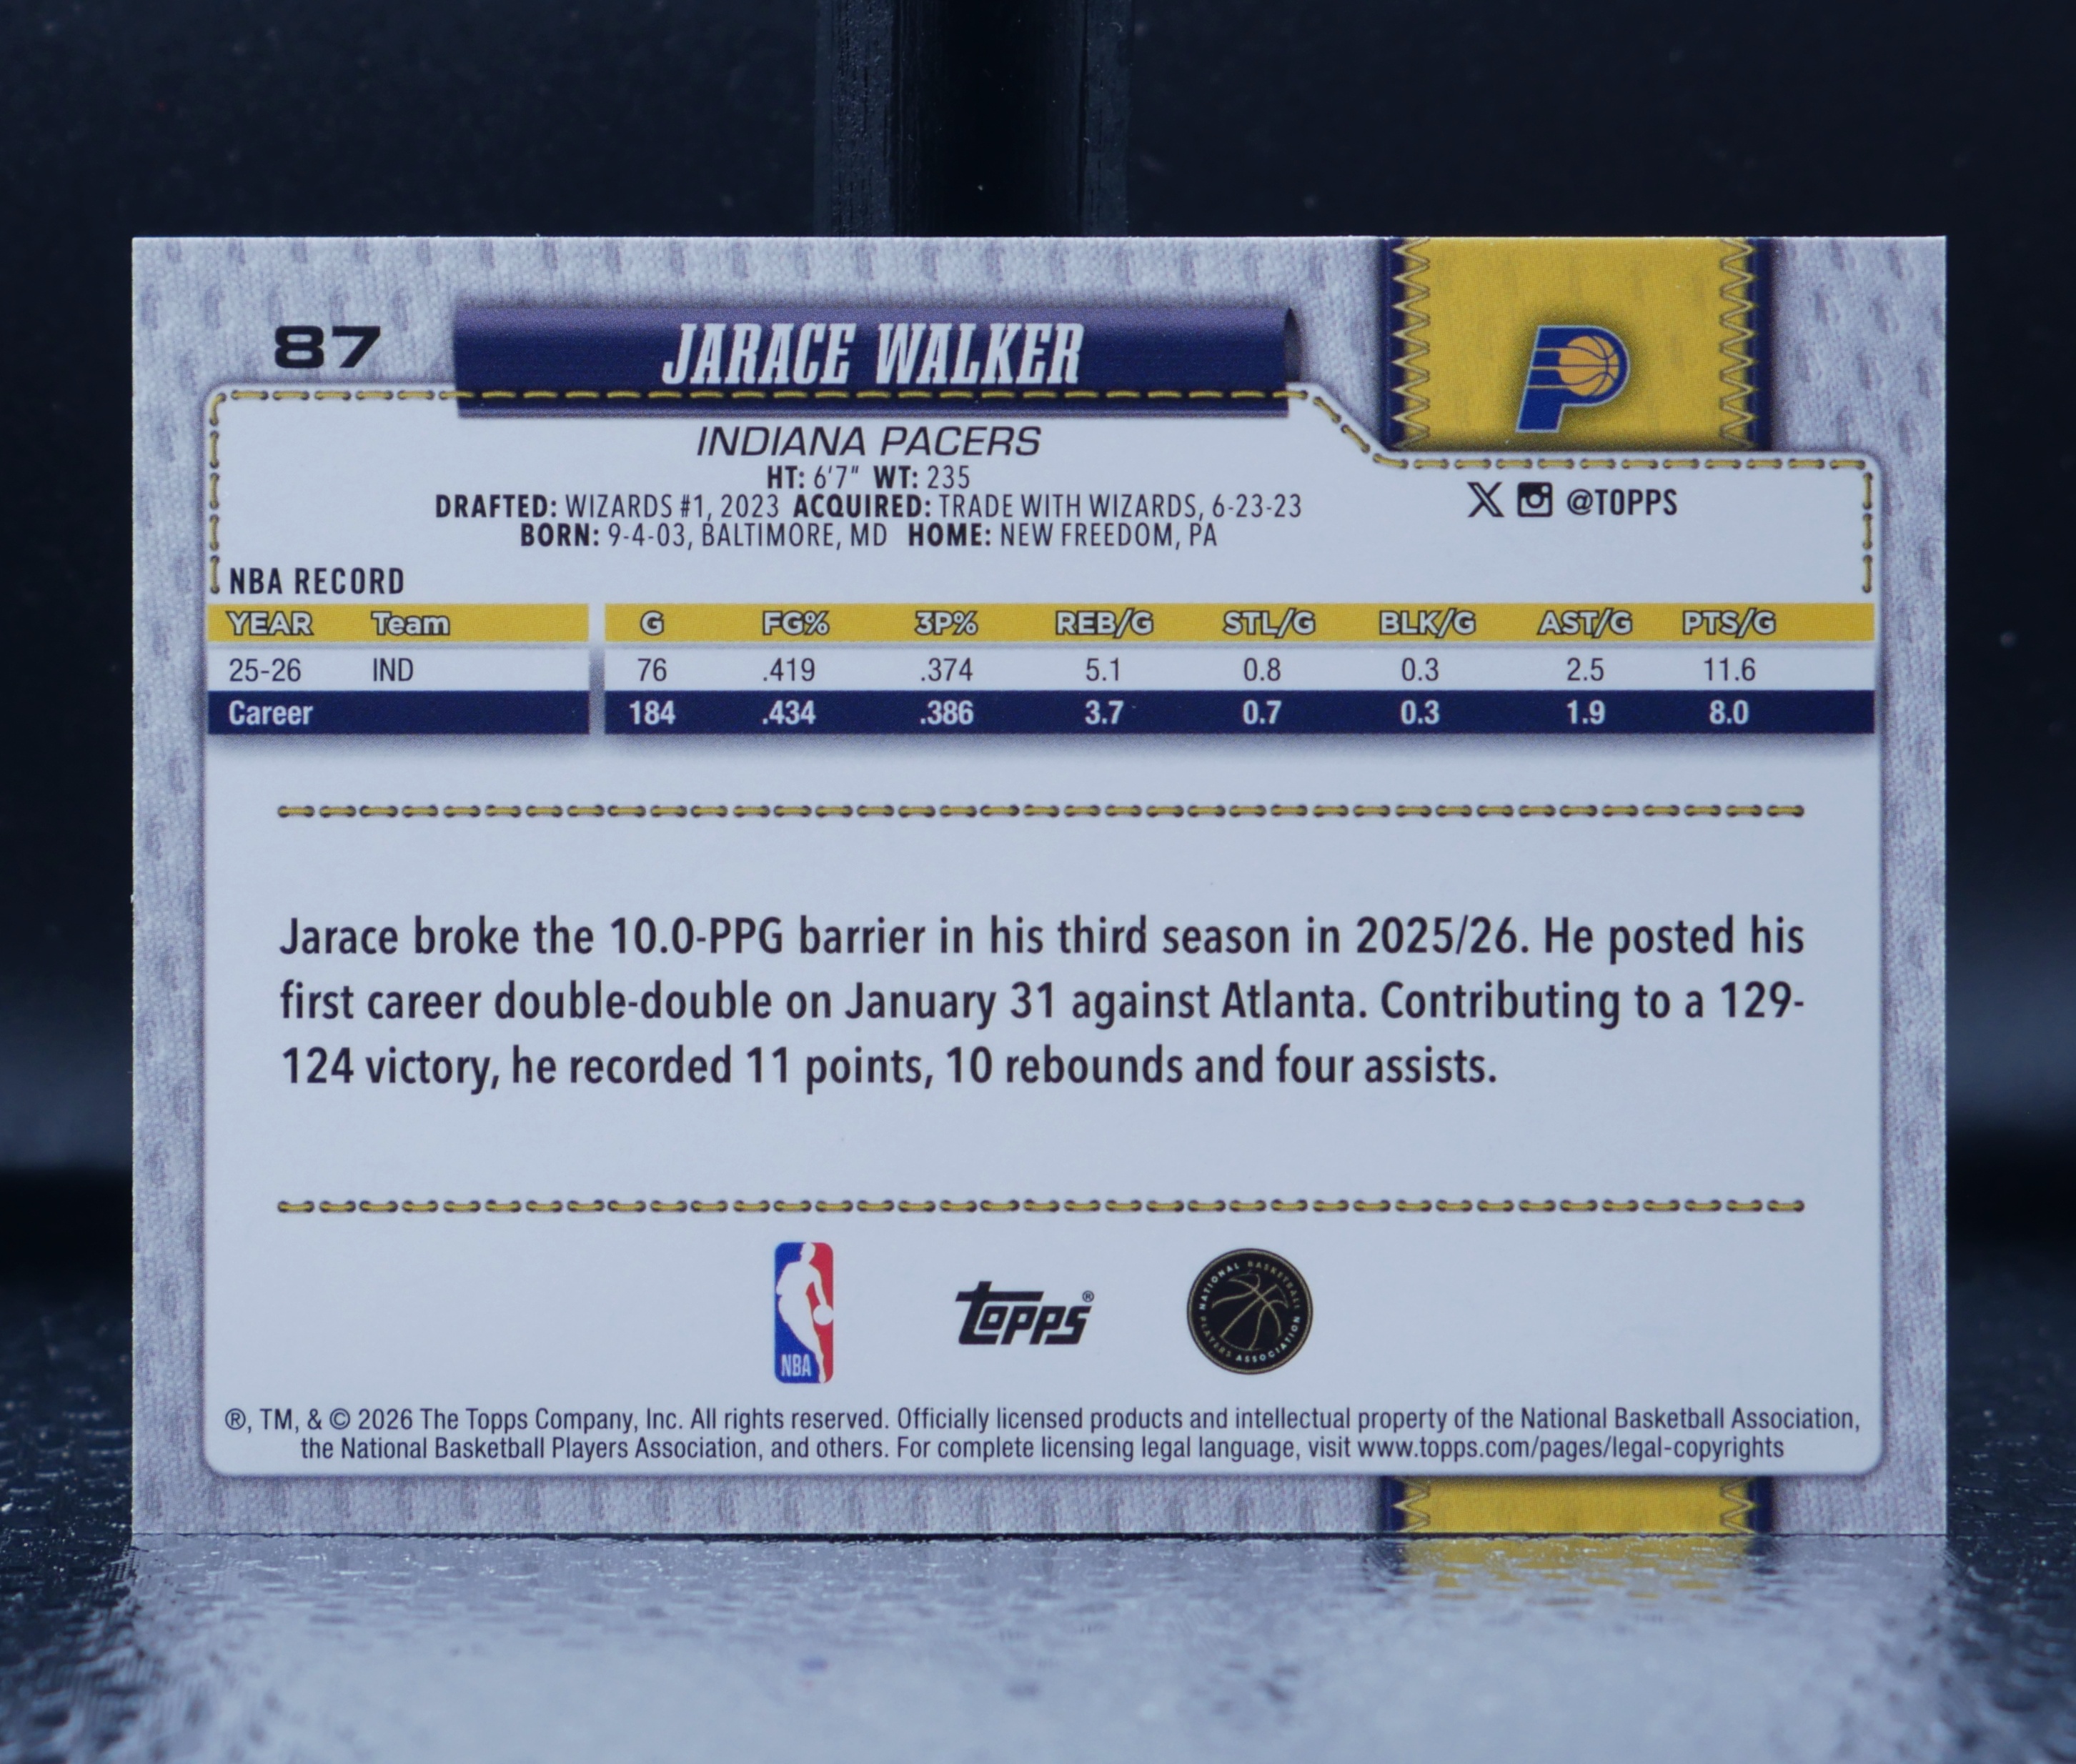 87
JARACE WALKER
INDIANA PACERS
HT: 6'7" WT: 235
DRAFTED: WIZARDS #1, 2023 ACQUIRED: TRADE WITH WIZARDS, 6-23-23
BORN: 9-4-03, BALTIMORE, MD HOME: NEW FREEDOM, PA
@TOPPS
NBA RECORD
YEAR Team G FG% 3P% REB/G STL/G BLK/G AST/G PTS/G
25-26 IND 76 .419 .374 5.1 0.8 0.3 2.5 11.6
Career 184 .434 .386 3.7 0.7 0.3 1.9 8.0
Jarace broke the 10.0-PPG barrier in his third season in 2025/26. He posted his
first career double-double on January 31 against Atlanta. Contributing to a 129-
124 victory, he recorded 11 points, 10 rebounds and four assists.
NBA
topps®
NATIONAL BASKETBALL PLAYERS ASSOCIATION
®, TM, & © 2026 The Topps Company, Inc. All rights reserved. Officially licensed products and intellectual property of the National Basketball Association,
the National Basketball Players Association, and others. For complete licensing legal language, visit www.topps.com/pages/legal-copyrights